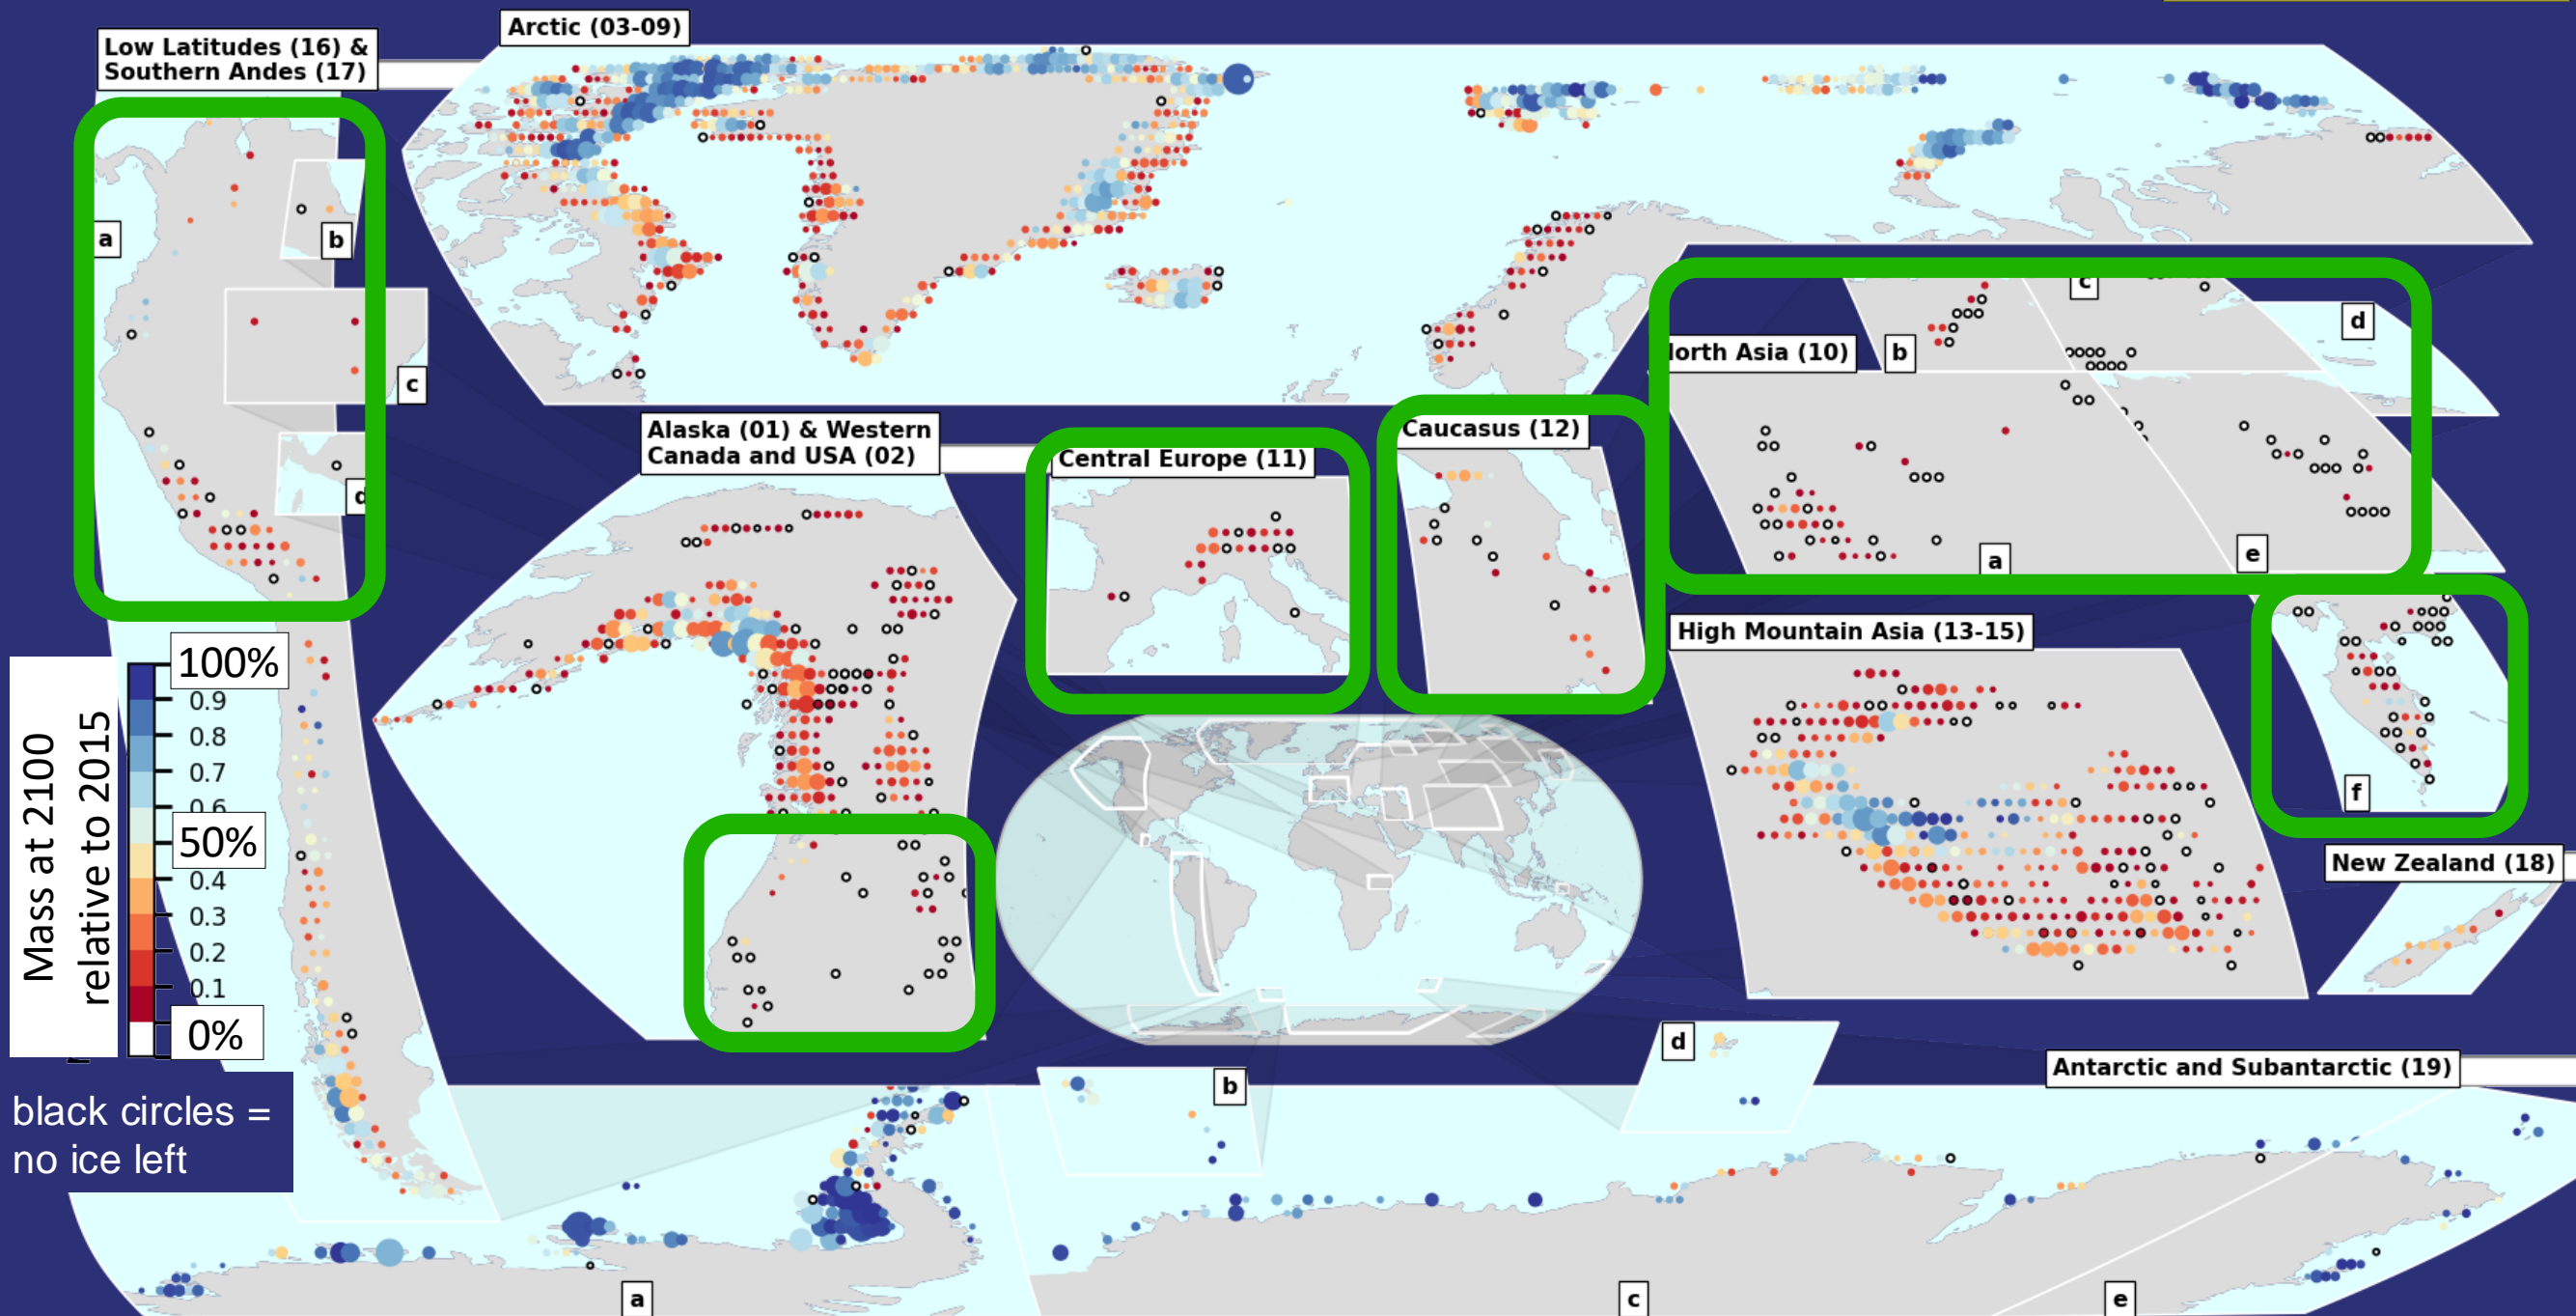 Low Latitudes (16) &
Southern Andes (17)
Arctic (03-09)
a
b
c
d
Alaska (01) & Western
Canada and USA (02)
Central Europe (11)
Caucasus (12)
orth Asia (10)
b
c
d
a
e
f
High Mountain Asia (13-15)
New Zealand (18)
Mass at 2100
relative to 2015
100%
0.9
0.8
0.7
0.6
50%
0.4
0.3
0.2
0.1
0%
black circles =
no ice left
Antarctic and Subantarctic (19)
b
d
a
c
e